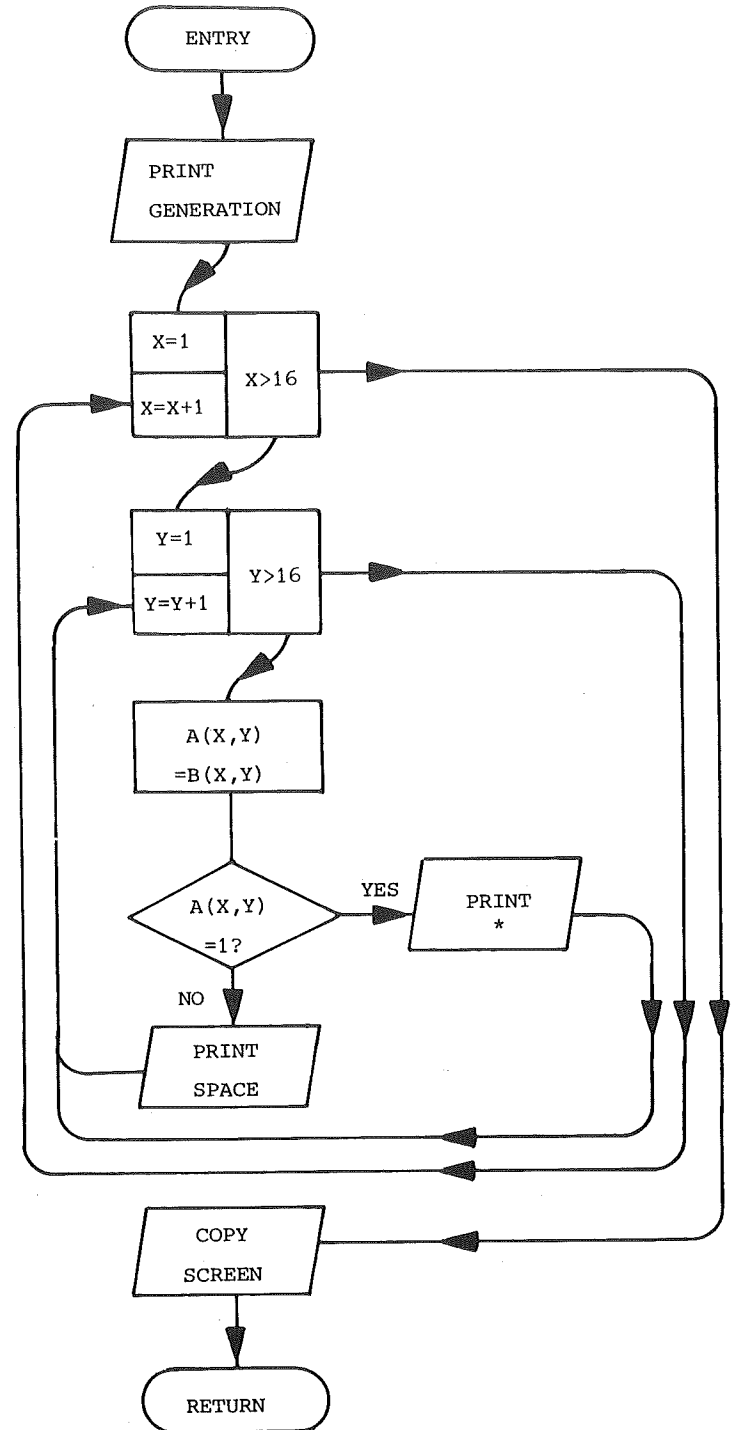 ENTRY
PRINT
GENERATION
X=1
X=X+1
X>16
Y=1
Y=Y+1
Y>16
A(X,Y)
=B(X,Y)
A(X,Y)
=1?
YES
PRINT
*
NO
PRINT
SPACE
COPY
SCREEN
RETURN